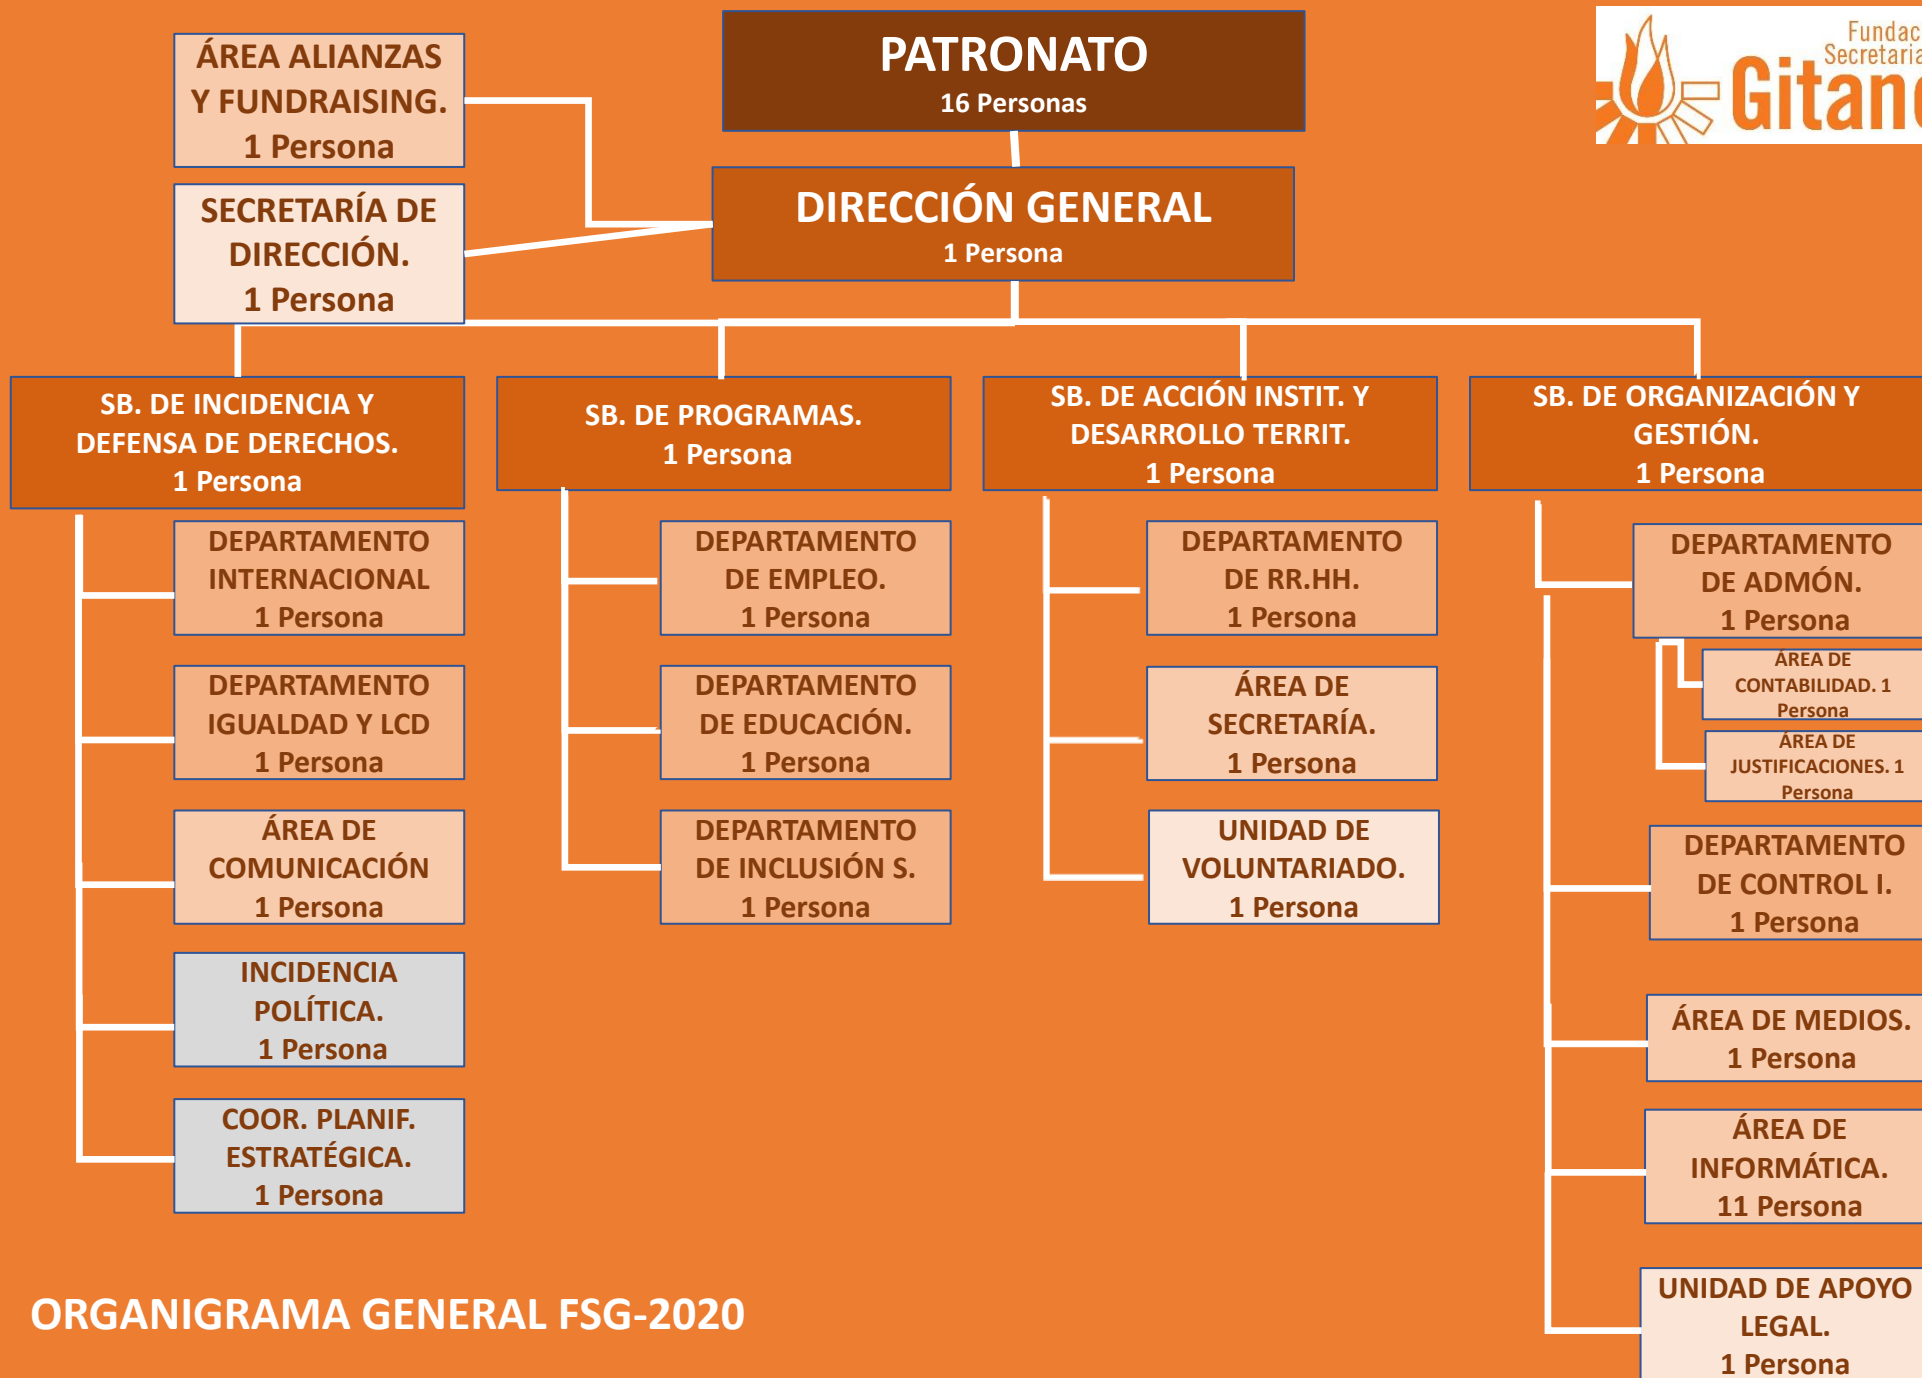 PATRONATO
16 Personas
Fundac
Secretaria
Gitano
ÁREA ALIANZAS
Y FUNDRAISING.
1 Persona
SECRETARÍA DE
DIRECCIÓN.
1 Persona
DIRECCIÓN GENERAL
1 Persona
SB. DE INCIDENCIA Y
DEFENSA DE DERECHOS.
1 Persona
DEPARTAMENTO
INTERNACIONAL
1 Persona
DEPARTAMENTO
IGUALDAD Y LCD
1 Persona
ÁREA DE
COMUNICACIÓN
1 Persona
INCIDENCIA
POLÍTICA.
1 Persona
COOR. PLANIF.
ESTRATÉGICA.
1 Persona
SB. DE PROGRAMAS.
1 Persona
DEPARTAMENTO
DE EMPLEO.
1 Persona
DEPARTAMENTO
DE EDUCACIÓN.
1 Persona
DEPARTAMENTO
DE INCLUSIÓN S.
1 Persona
SB. DE ACCIÓN INSTIT. Y
DESARROLLO TERRIT.
1 Persona
DEPARTAMENTO
DE RR.HH.
1 Persona
ÁREA DE
SECRETARÍA.
1 Persona
UNIDAD DE
VOLUNTARIADO.
1 Persona
SB. DE ORGANIZACIÓN Y
GESTIÓN.
1 Persona
DEPARTAMENTO
DE ADMÓN.
1 Persona
ÁREA DE
CONTABILIDAD. 1
Persona
ÁREA DE
JUSTIFICACIONES. 1
Persona
DEPARTAMENTO
DE CONTROL I.
1 Persona
ÁREA DE MEDIOS.
1 Persona
ÁREA DE
INFORMÁTICA.
11 Persona
UNIDAD DE APOYO
LEGAL.
1 Persona
ORGANIGRAMA GENERAL FSG-2020